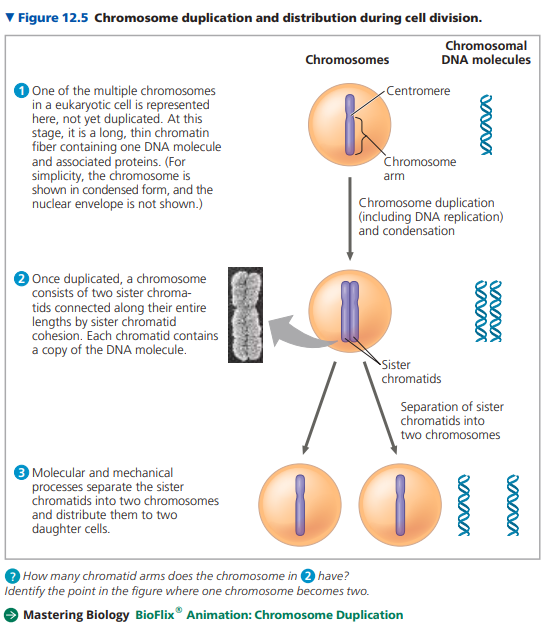 ▼ Figure 12.5 Chromosome duplication and distribution during cell division.
Chromosomes
Chromosomal
DNA molecules
1 One of the multiple chromosomes
in a eukaryotic cell is represented
here, not yet duplicated. At this
stage, it is a long, thin chromatin
fiber containing one DNA molecule
and associated proteins. (For
simplicity, the chromosome is
shown in condensed form, and the
nuclear envelope is not shown.)
Centromere
Chromosome
arm
Chromosome duplication
(including DNA replication)
and condensation
2 Once duplicated, a chromosome
consists of two sister chroma-
tids connected along their entire
lengths by sister chromatid
cohesion. Each chromatid contains
a copy of the DNA molecule.
Sister
chromatids
Separation of sister
chromatids into
two chromosomes
3 Molecular and mechanical
processes separate the sister
chromatids into two chromosomes
and distribute them to two
daughter cells.
? How many chromatid arms does the chromosome in 2 have?
Identify the point in the figure where one chromosome becomes two.
Mastering Biology BioFlix® Animation: Chromosome Duplication